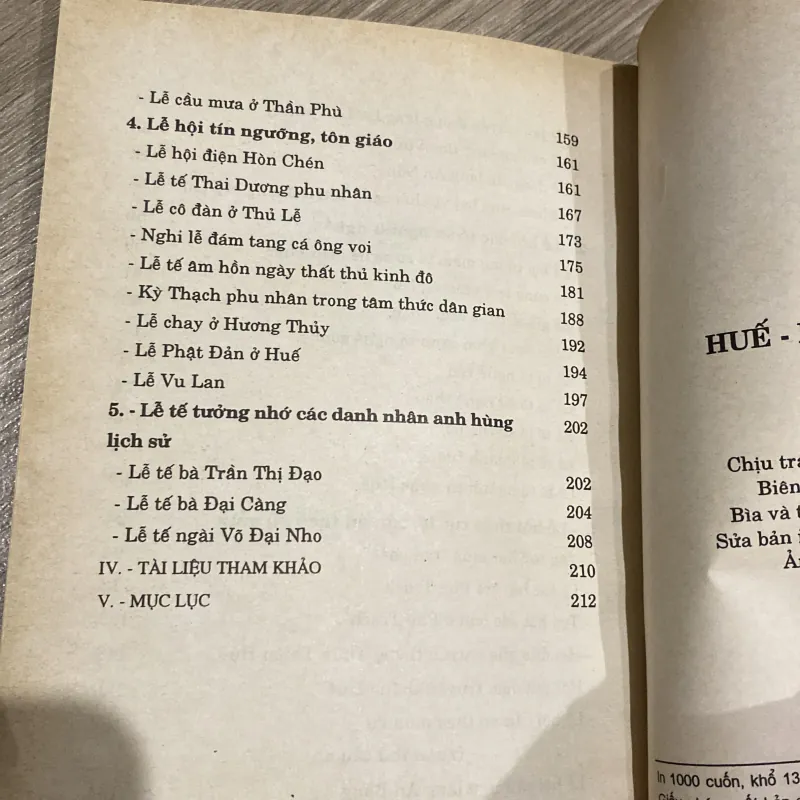 - Lễ cầu mưa ở Thần Phù 159
4. Lễ hội tín ngưỡng, tôn giáo 161
- Lễ hội điện Hòn Chén 161
- Lễ tế Thai Dương phu nhân 167
- Lễ cô đàn ở Thủ Lễ 173
- Nghi lễ đám tang cá ông voi 175
- Lễ tế âm hồn ngày thất thủ kinh đô 181
- Kỳ Thạch phu nhân trong tâm thức dân gian 188
- Lễ chay ở Hương Thủy 192
- Lễ Phật Đản ở Huế 194
- Lễ Vu Lan 197
5. - Lễ tế tưởng nhớ các danh nhân anh hùng 202
lịch sử
- Lễ tế bà Trần Thị Đạo 202
- Lễ tế bà Đại Càng 204
- Lễ tế ngài Võ Đại Nho 208
IV. - TÀI LIỆU THAM KHẢO 210
V. - MỤC LỤC 212
HUẾ -
Chịu
Biên
Bìa và
Sửa bản
In 1000 cuốn, khổ 13